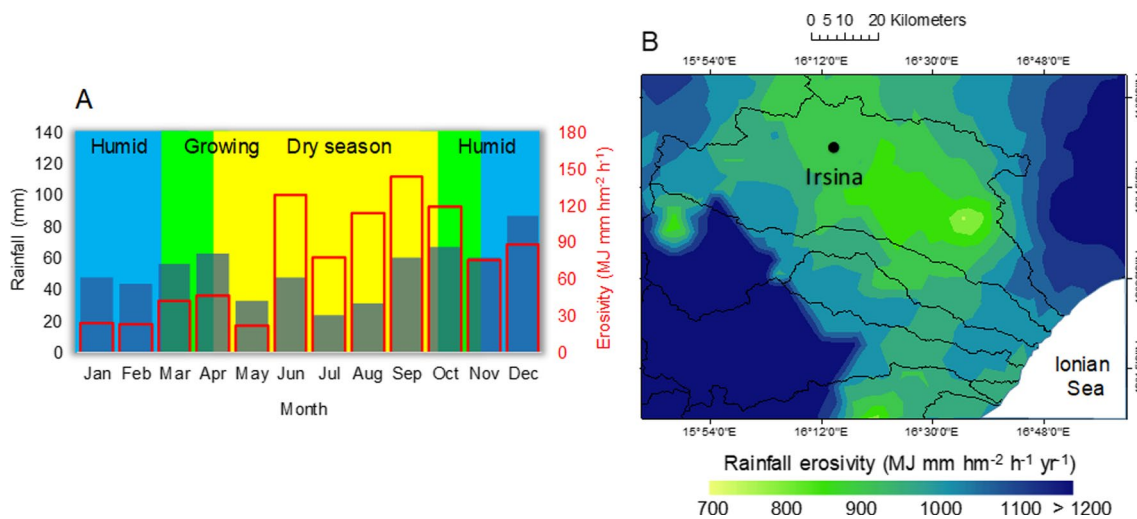 A
Humid Growing Dry season Humid
140
120
100
80
60
40
20
0
Rainfall (mm)
180
150
120
90
60
30
0
Erosivity (MJ mm hm-2 h-1)
Jan Feb Mar Apr May Jun Jul Aug Sep Oct Nov Dec
Month
0 5 10 20 Kilometers
B
15°54'0"E 16°12'0"E 16°30'0"E 16°48'0"E
Irsina
Ionian
Sea
15°54'0"E 16°12'0"E 16°30'0"E 16°48'0"E
Rainfall erosivity (MJ mm hm-2 h-1 yr-1)
700 800 900 1000 1100 > 1200